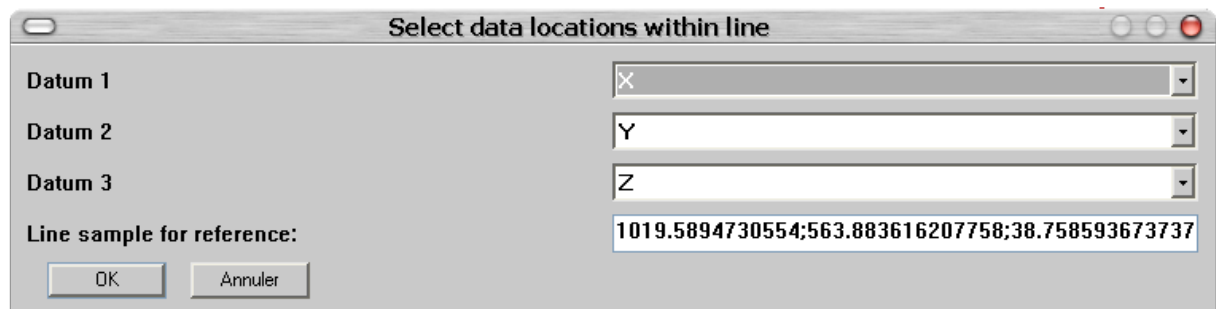 Select data locations within line
Datum 1 X
Datum 2 Y
Datum 3 Z
Line sample for reference: 1019.5894730554;563.883616207758;38.758593673737
OK Annuler